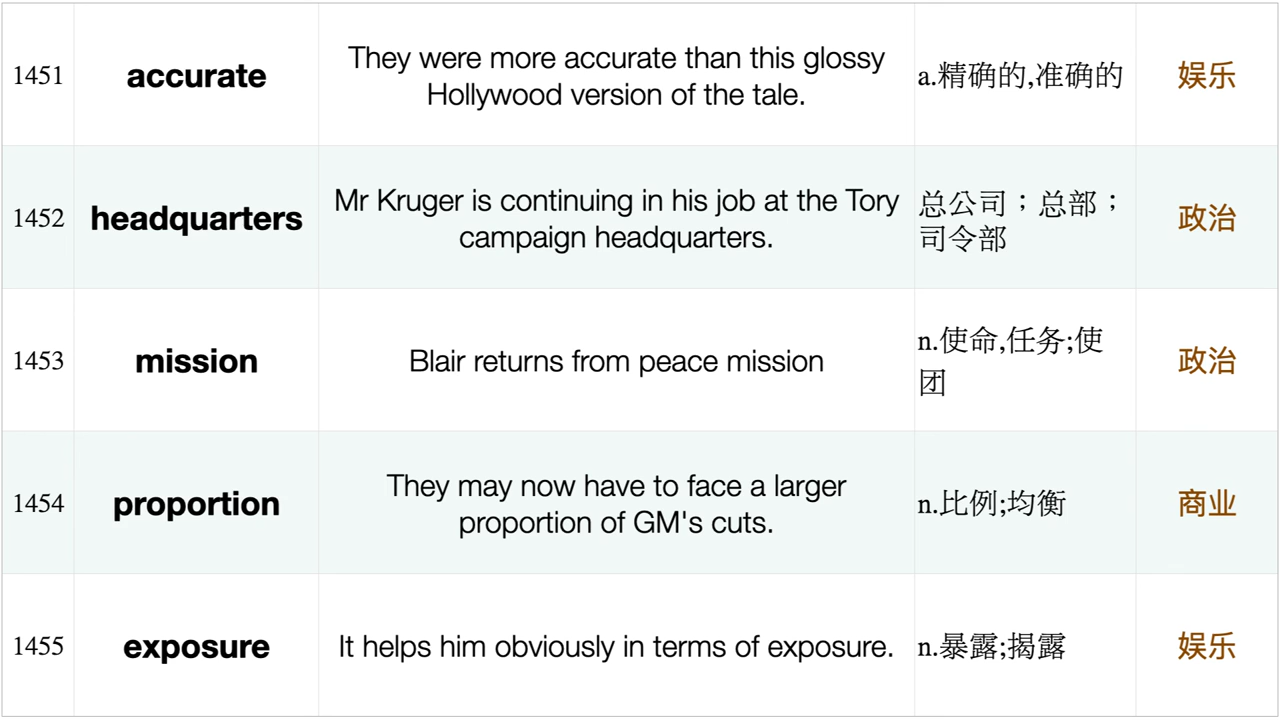 1451 accurate They were more accurate than this glossy a.精确的,准确的 娱乐
Hollywood version of the tale.
1452 headquarters Mr Kruger is continuing in his job at the Tory 总公司；总部； 政治
campaign headquarters. 司令部
1453 mission Blair returns from peace mission n.使命,任务;使 政治
团
1454 proportion They may now have to face a larger n.比例;均衡 商业
proportion of GM's cuts.
1455 exposure It helps him obviously in terms of exposure. n.暴露;揭露 娱乐